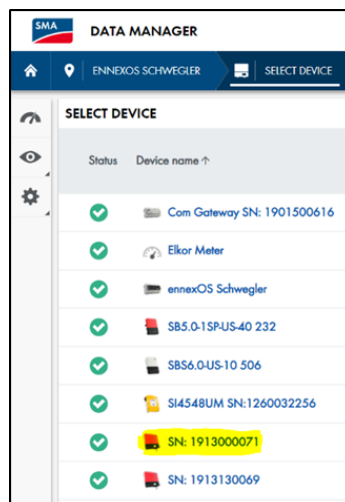 SMA
DATA MANAGER
ENNEXOS SCHWEGLER SELECT DEVICE
SELECT DEVICE
Status Device name ↑
Com Gateway SN: 1901500616
Elkor Meter
ennexOS Schwegler
SB5.0-1SP-US-40 232
SBS6.0-US-10 506
SI4548UM SN:1260032256
SN: 1913000071
SN: 1913130069